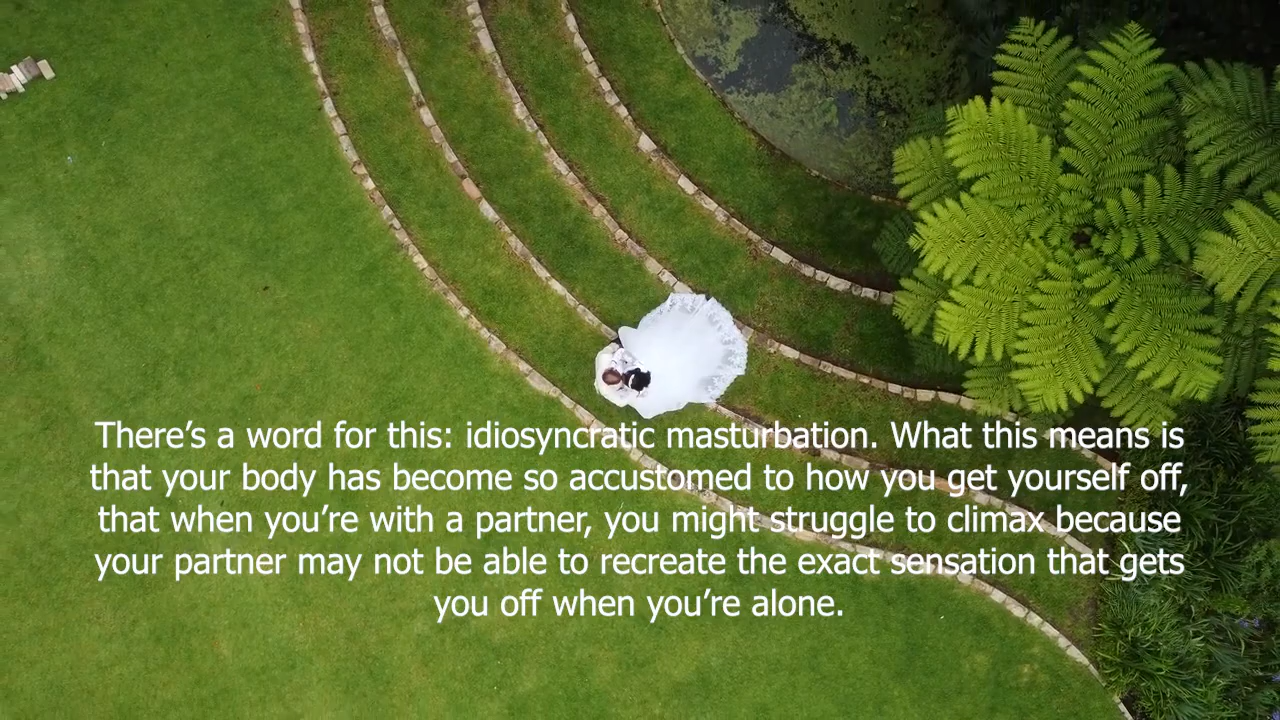 There’s a word for this: idiosyncratic masturbation. What this means is
that your body has become so accustomed to how you get yourself off,
that when you’re with a partner, you might struggle to climax because
your partner may not be able to recreate the exact sensation that gets
you off when you’re alone.